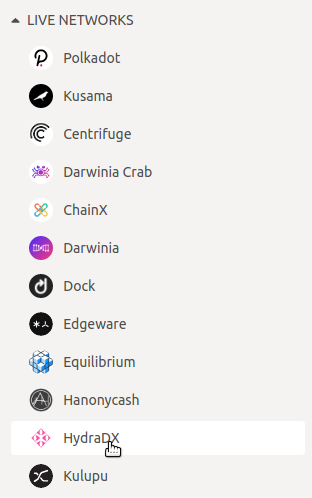 LIVE NETWORKS
Polkadot
Kusama
Centrifuge
Darwinia Crab
ChainX
Darwinia
Dock
Edgeware
Equilibrium
Hanonycash
HydraDX
Kulupu